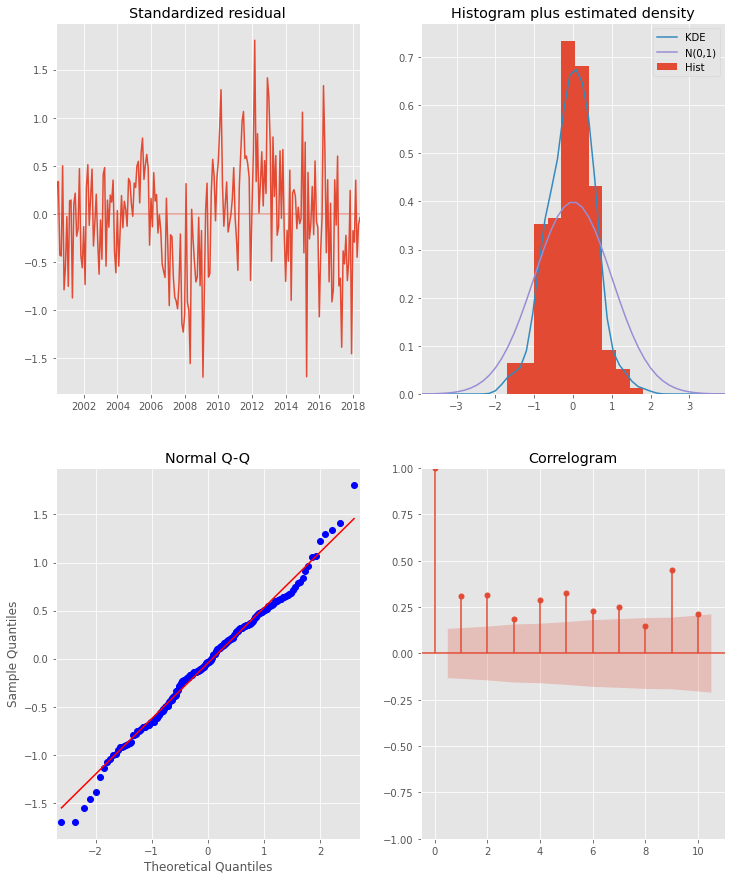 Standardized residual
1.5
1.0
0.5
0.0
−0.5
−1.0
−1.5
2002 2004 2006 2008 2010 2012 2014 2016 2018
Histogram plus estimated density
KDE
N(0,1)
Hist
0.7
0.6
0.5
0.4
0.3
0.2
0.1
0.0
−3 −2 −1 0 1 2 3
Normal Q-Q
Sample Quantiles
1.5
1.0
0.5
0.0
−0.5
−1.0
−1.5
−2 −1 0 1 2
Theoretical Quantiles
Correlogram
1.00
0.75
0.50
0.25
0.00
−0.25
−0.50
−0.75
−1.00
0 2 4 6 8 10